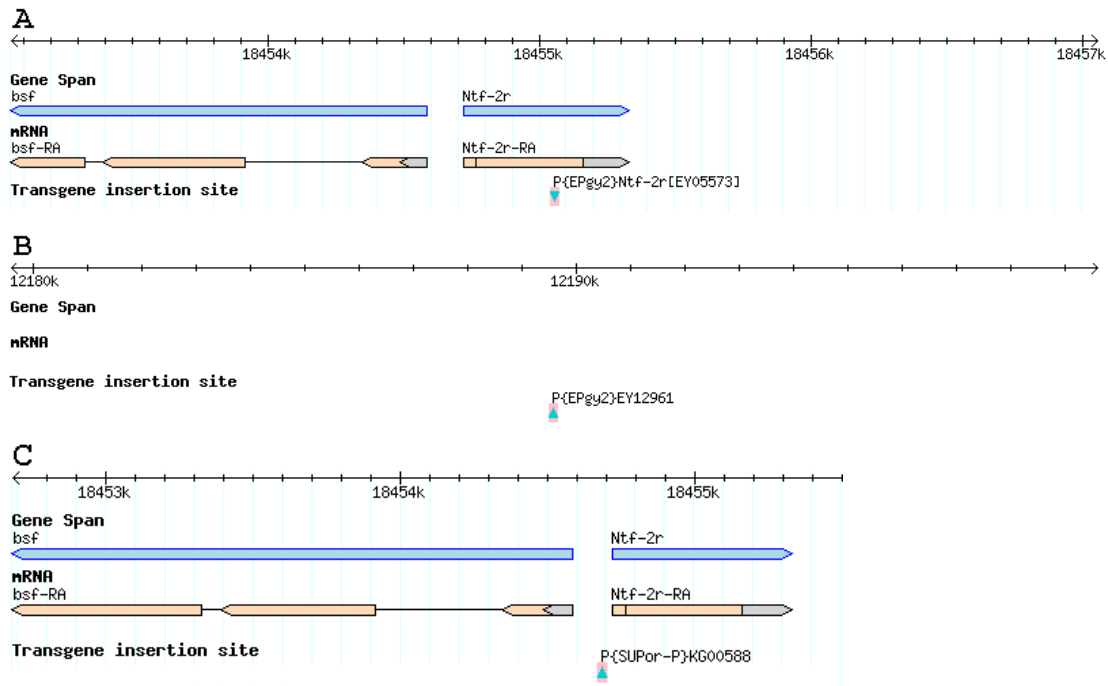 A
18454k 18455k 18456k 18457k
Gene Span
bsf Ntf-2r
mRNA
bsf-RA Ntf-2r-RA
P{EPgy2}Ntf-2r[EY05573]
Transgene insertion site
B
12180k 12190k
Gene Span
mRNA
Transgene insertion site
P{EPgy2}EY12961
C
18453k 18454k 18455k
Gene Span
bsf Ntf-2r
mRNA
bsf-RA Ntf-2r-RA
Transgene insertion site
P{SUPor-P}KG00588